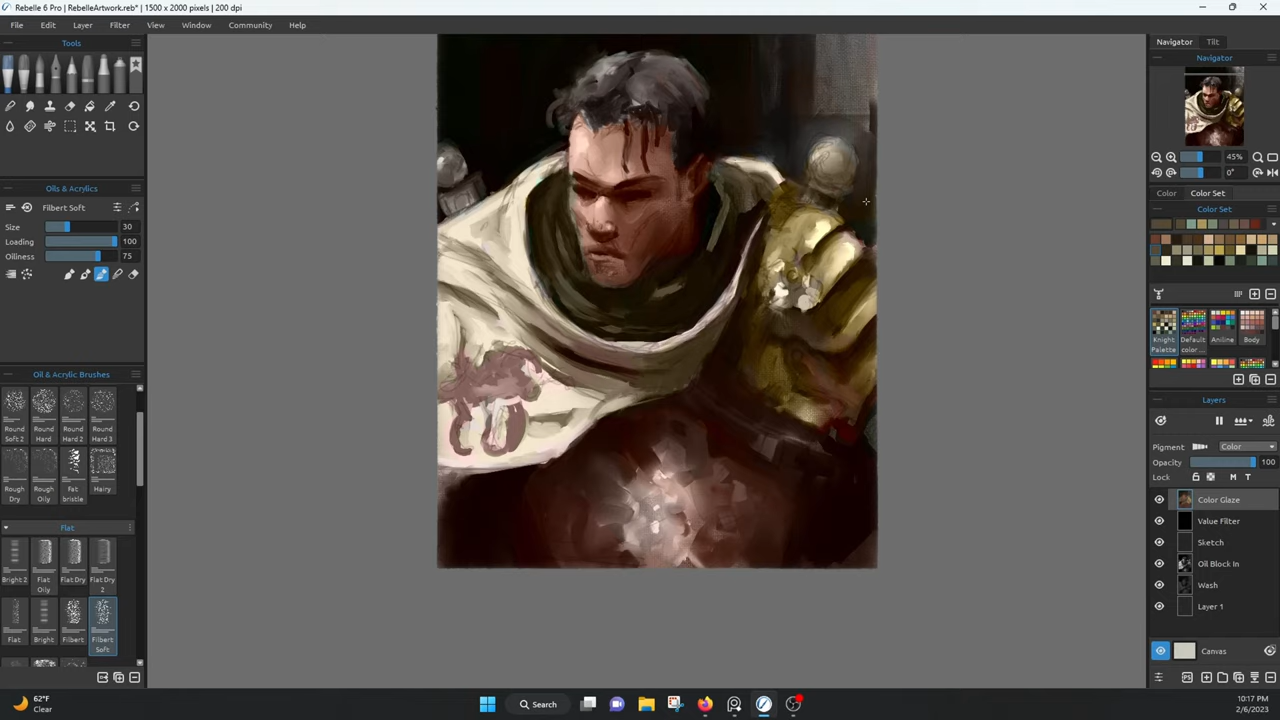 Rebelle 6 Pro | RebelleArtwork.reb* | 1500 x 2000 pixels | 200 dpi
File Edit Layer Filter View Window Community Help
Tools
Oils & Acrylics
Filbert Soft
Size 30
Loading 100
Oiliness 75
Oil & Acrylic Brushes
Round Soft 2
Round Hard
Round Hard 2
Round Hard 3
Rough Dry
Rough Oily
Fat bristle
Hairy
Flat
Bright 2
Flat Oily
Flat Dry
Flat Dry 2
Flat
Bright
Filbert
Filbert Soft
Navigator Tilt
Navigator
45%
0°
Color Color Set
Color Set
Knight Palette
Default color ...
Aniline
Body
Layers
Pigment Color
Opacity 100
Lock M T
Color Glaze
Value Filter
Sketch
Oil Block In
Wash
Layer 1
Canvas
PS
62°F
Clear
Search
10:17 PM
2/6/2023